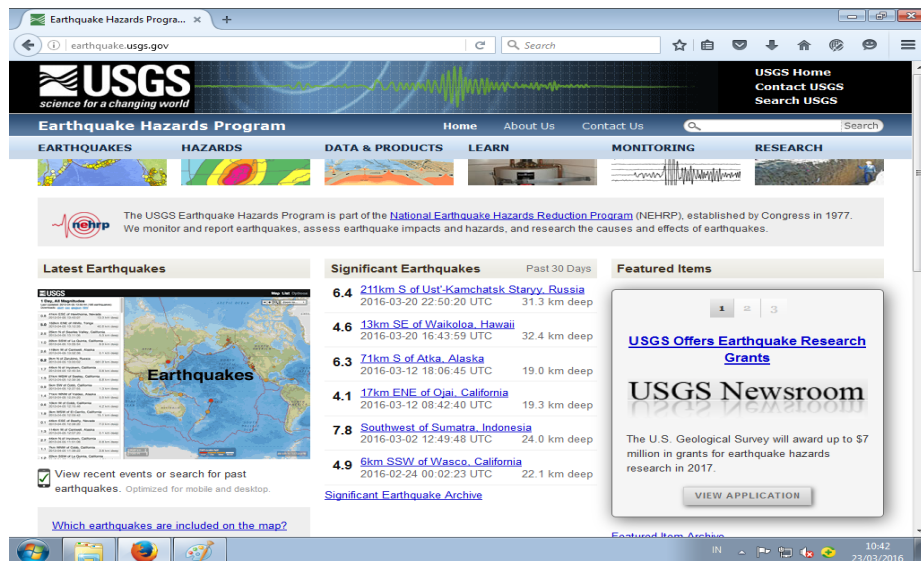 Earthquake Hazards Progra...
earthquake.usgs.gov
Search
USGS
science for a changing world
USGS Home
Contact USGS
Search USGS
Earthquake Hazards Program
Home About Us Contact Us Search
EARTHQUAKES HAZARDS DATA & PRODUCTS LEARN MONITORING RESEARCH
nehrp
The USGS Earthquake Hazards Program is part of the National Earthquake Hazards Reduction Program (NEHRP), established by Congress in 1977.
We monitor and report earthquakes, assess earthquake impacts and hazards, and research the causes and effects of earthquakes.
Latest Earthquakes
USGS
1 Day, All Magnitudes
Earthquakes
View recent events or search for past
earthquakes. Optimized for mobile and desktop.
Which earthquakes are included on the map?
Significant Earthquakes Past 30 Days
6.4 211km S of Ust'-Kamchatsk Staryy, Russia
2016-03-20 22:50:20 UTC 31.3 km deep
4.6 13km SE of Waikoloa, Hawaii
2016-03-20 16:43:59 UTC 32.4 km deep
6.3 71km S of Atka, Alaska
2016-03-12 18:06:45 UTC 19.0 km deep
4.1 17km ENE of Ojai, California
2016-03-12 08:42:40 UTC 19.3 km deep
7.8 Southwest of Sumatra, Indonesia
2016-03-02 12:49:48 UTC 24.0 km deep
4.9 6km SSW of Wasco, California
2016-02-24 00:02:23 UTC 22.1 km deep
Significant Earthquake Archive
Featured Items
1 2 3
USGS Offers Earthquake Research
Grants
USGS Newsroom
The U.S. Geological Survey will award up to $7
million in grants for earthquake hazards
research in 2017.
VIEW APPLICATION
Featured Item Archive
IN
10:42
23/03/2016